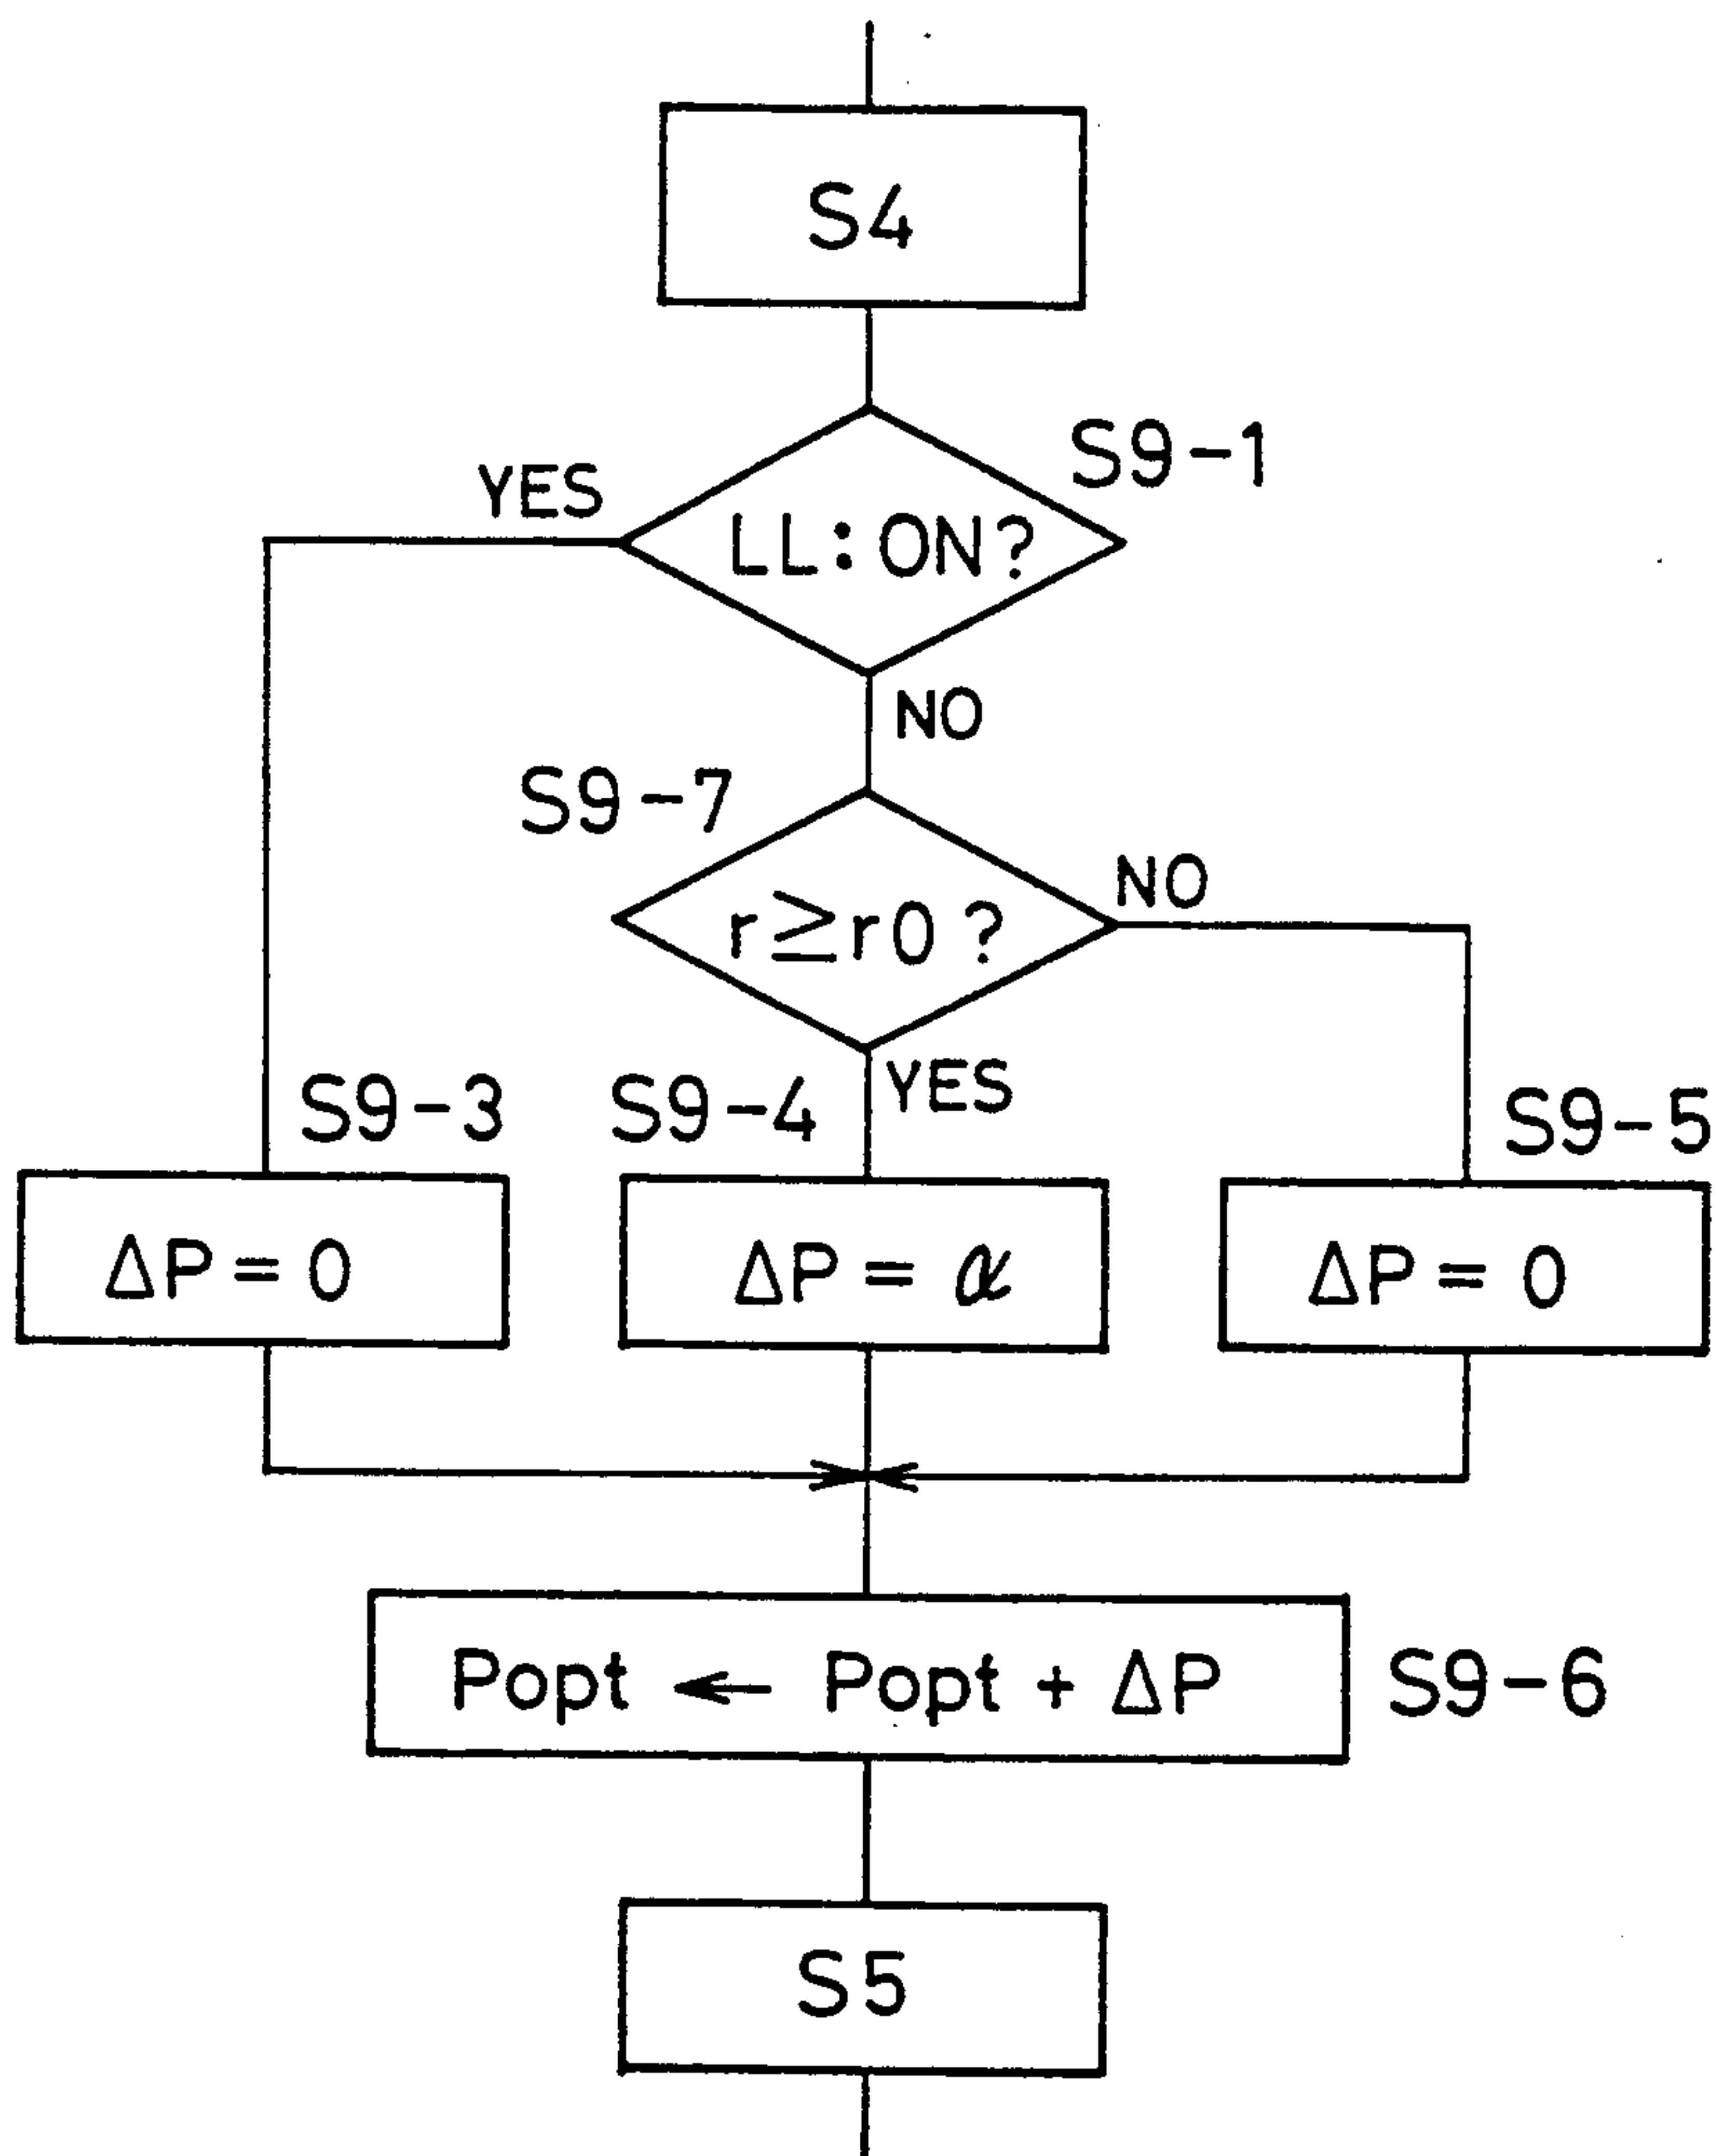 S4
S9-1
YES
LL:ON?
NO
S9-7
NO
r≧r0?
YES
S9-3
S9-4
S9-5
ΔP=0
ΔP=α
ΔP=0
Popt ← Popt + ΔP
S9-6
S5